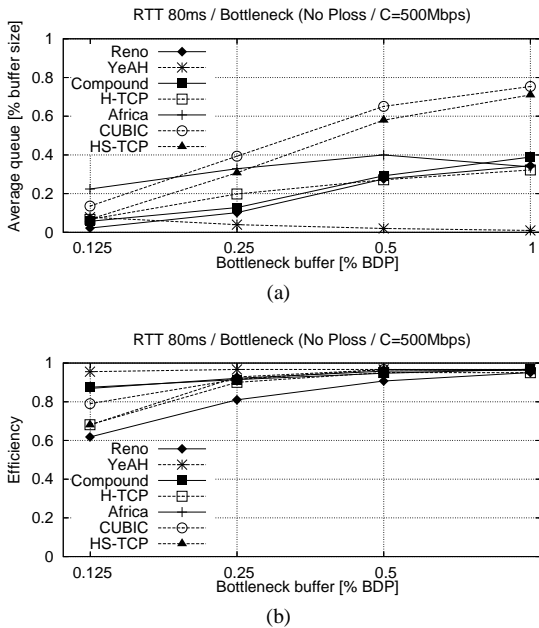 RTT 80ms / Bottleneck (No Ploss / C=500Mbps)
Average queue [% buffer size]
1
0.8
0.6
0.4
0.2
0
Reno
YeAH
Compound
H-TCP
Africa
CUBIC
HS-TCP
0.125
0.25
0.5
1
Bottleneck buffer [% BDP]
(a)
RTT 80ms / Bottleneck (No Ploss / C=500Mbps)
Efficiency
1
0.8
0.6
0.4
0.2
0
Reno
YeAH
Compound
H-TCP
Africa
CUBIC
HS-TCP
0.125
0.25
0.5
1
Bottleneck buffer [% BDP]
(b)